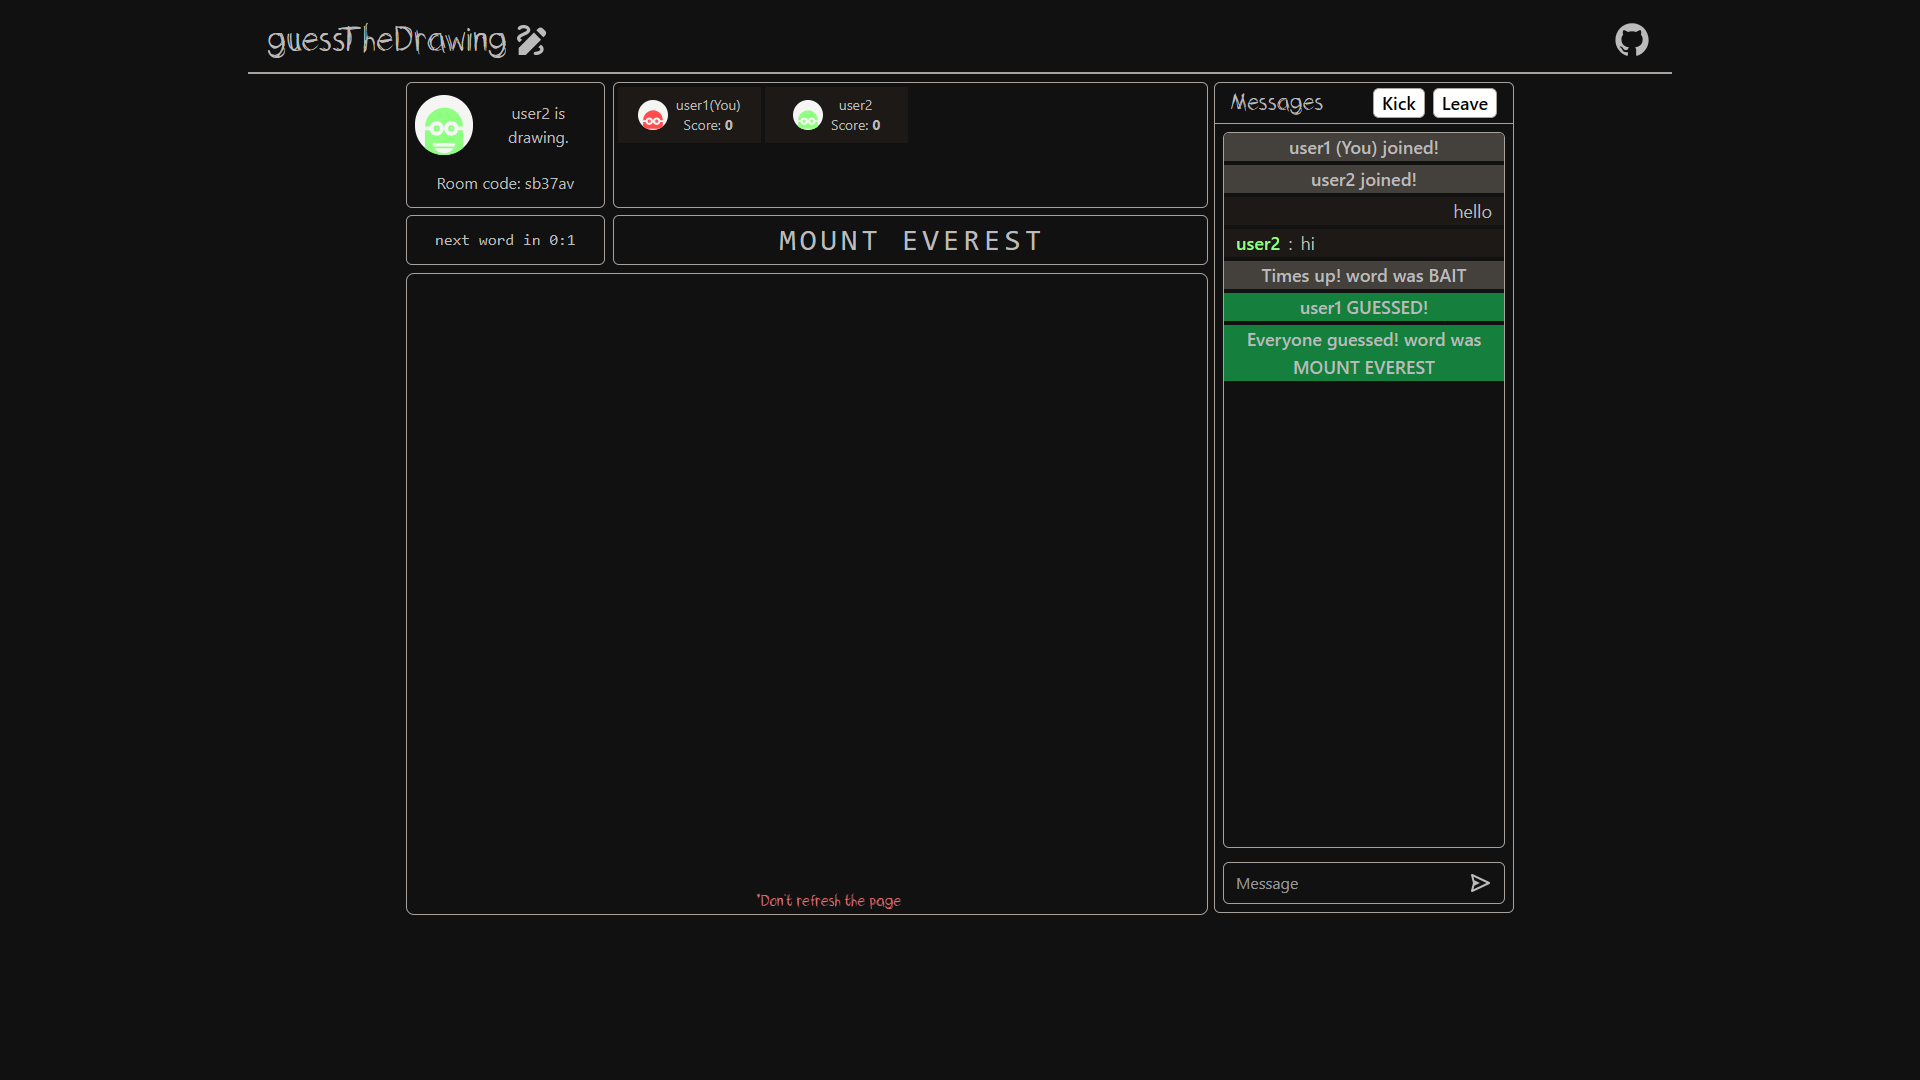 guessTheDrawing
user2 is
drawing.
Room code: sb37av
user1(You)
Score: 0
user2
Score: 0
next word in 0:1
MOUNT EVEREST
*Don't refresh the page
Messages
Kick
Leave
user1 (You) joined!
user2 joined!
hello
user2 : hi
Times up! word was BAIT
user1 GUESSED!
Everyone guessed! word was
MOUNT EVEREST
Message